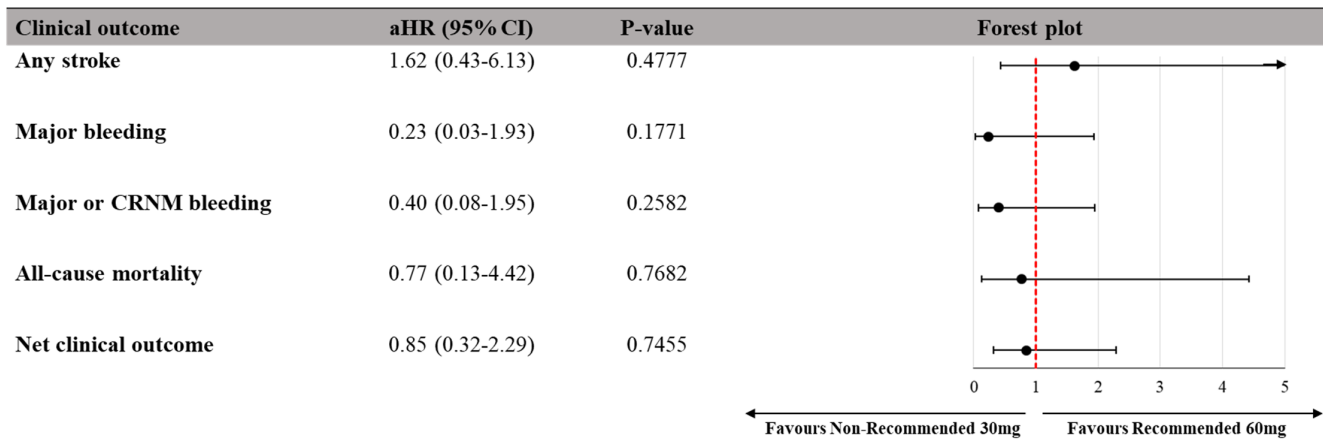 Clinical outcome aHR (95% CI) P-value Forest plot
Any stroke 1.62 (0.43-6.13) 0.4777
Major bleeding 0.23 (0.03-1.93) 0.1771
Major or CRNM bleeding 0.40 (0.08-1.95) 0.2582
All-cause mortality 0.77 (0.13-4.42) 0.7682
Net clinical outcome 0.85 (0.32-2.29) 0.7455
0 1 2 3 4 5
Favours Non-Recommended 30mg Favours Recommended 60mg